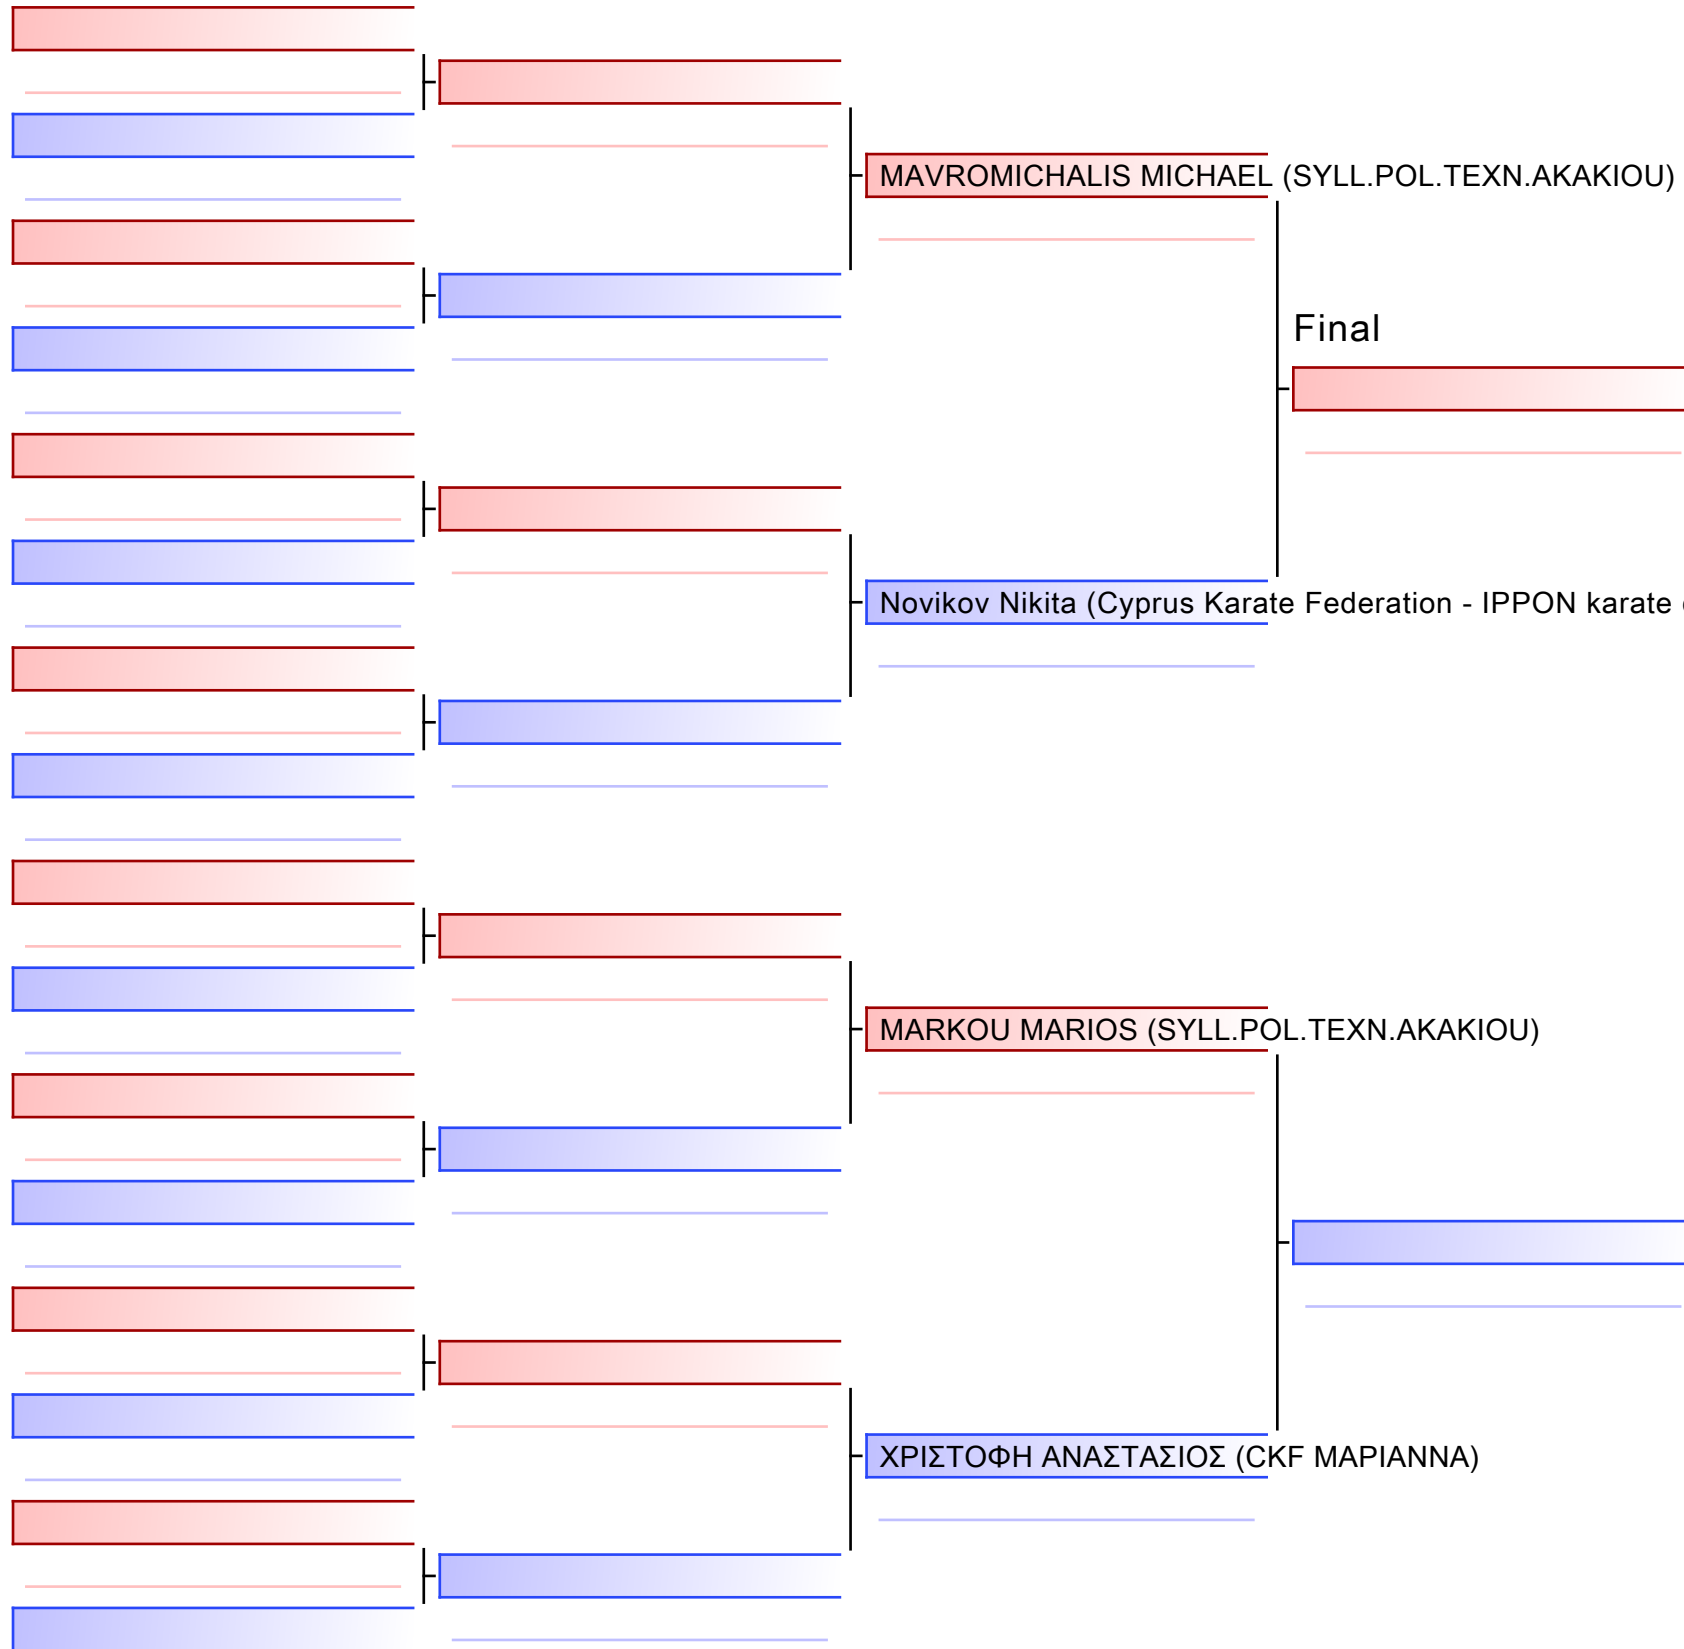 MAVROMICHALIS MICHAEL (SYLL.POL.TEXN.AKAKIOU)
Final
Novikov Nikita (Cyprus Karate Federation - IPPON karate
MARKOU MARIOS (SYLL.POL.TEXN.AKAKIOU)
ΧΡΙΣΤΟΦΗ ΑΝΑΣΤΑΣΙΟΣ (CKF ΜΑΡΙΑΝΝΑ)